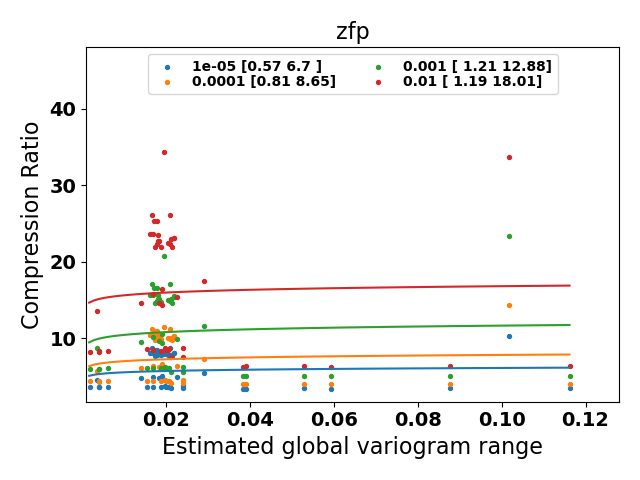 zfp
1e-05 [0.57 6.7 ]
0.0001 [0.81 8.65]
0.001 [ 1.21 12.88]
0.01 [ 1.19 18.01]
Compression Ratio
40
30
20
10
0.02 0.04 0.06 0.08 0.10 0.12
Estimated global variogram range